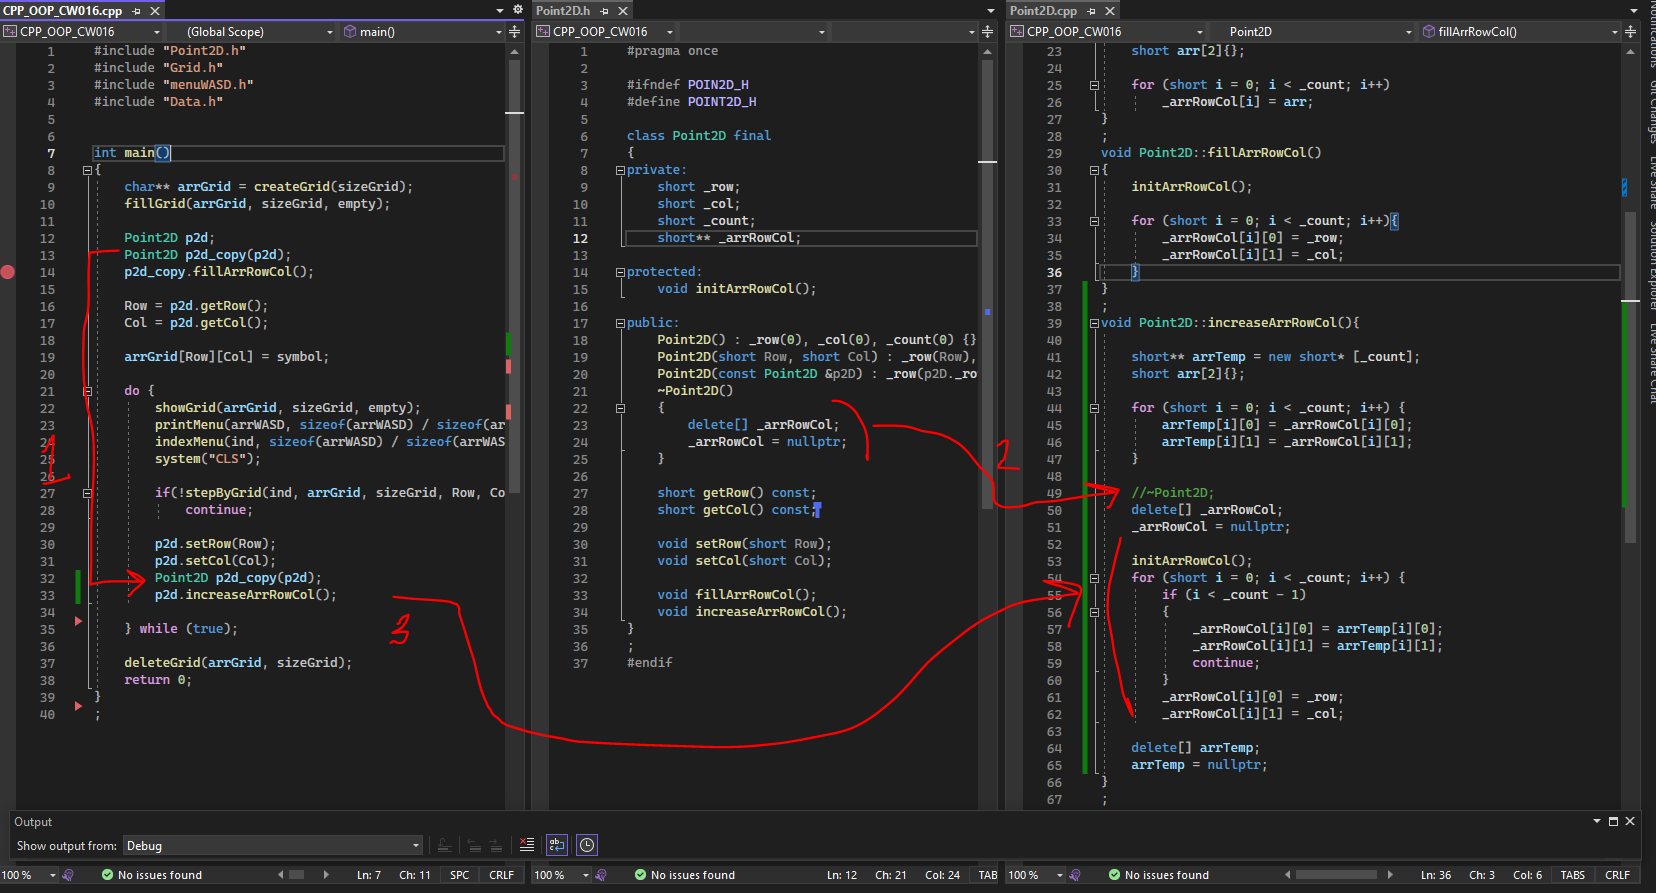 CPP_OOP_CW016.cpp
CPP_OOP_CW016 (Global Scope) main()
1 #include "Point2D.h"
2 #include "Grid.h"
3 #include "menuWASD.h"
4 #include "Data.h"
5
6
7 int main()
8 {
9 char** arrGrid = createGrid(sizeGrid);
10 fillGrid(arrGrid, sizeGrid, empty);
11
12 Point2D p2d;
13 Point2D p2d_copy(p2d);
14 p2d_copy.fillArrRowCol();
15
16 Row = p2d.getRow();
17 Col = p2d.getCol();
18
19 arrGrid[Row][Col] = symbol;
20
21 do {
22 showGrid(arrGrid, sizeGrid, empty);
23 printMenu(arrWASD, sizeof(arrWASD) / sizeof(ar
24 indexMenu(ind, sizeof(arrWASD) / sizeof(arrWAS
25 system("CLS");
26
27 if(!stepByGrid(ind, arrGrid, sizeGrid, Row, Co
28 continue;
29
30 p2d.setRow(Row);
31 p2d.setCol(Col);
32 Point2D p2d_copy(p2d);
33 p2d.increaseArrRowCol();
34
35 } while (true);
36
37 deleteGrid(arrGrid, sizeGrid);
38 return 0;
39 }
40 ;
1
3
Point2D.h
CPP_OOP_CW016
1 #pragma once
2
3 #ifndef POIN2D_H
4 #define POINT2D_H
5
6 class Point2D final
7 {
8 private:
9 short _row;
10 short _col;
11 short _count;
12 short** _arrRowCol;
13
14 protected:
15 void initArrRowCol();
16
17 public:
18 Point2D() : _row(0), _col(0), _count(0) {}
19 Point2D(short Row, short Col) : _row(Row),
20 Point2D(const Point2D &p2D) : _row(p2D._ro
21 ~Point2D()
22 {
23 delete[] _arrRowCol;
24 _arrRowCol = nullptr;
25 }
26
27 short getRow() const;
28 short getCol() const;
29
30 void setRow(short Row);
31 void setCol(short Col);
32
33 void fillArrRowCol();
34 void increaseArrRowCol();
35 }
36 ;
37 #endif
2
Point2D.cpp
CPP_OOP_CW016 Point2D fillArrRowCol()
23 short arr[2]{};
24
25 for (short i = 0; i < _count; i++)
26 _arrRowCol[i] = arr;
27 }
28 ;
29 void Point2D::fillArrRowCol()
30 {
31 initArrRowCol();
32
33 for (short i = 0; i < _count; i++){
34 _arrRowCol[i][0] = _row;
35 _arrRowCol[i][1] = _col;
36 }
37 }
38 ;
39 void Point2D::increaseArrRowCol(){
40
41 short** arrTemp = new short* [_count];
42 short arr[2]{};
43
44 for (short i = 0; i < _count; i++) {
45 arrTemp[i][0] = _arrRowCol[i][0];
46 arrTemp[i][1] = _arrRowCol[i][1];
47 }
48
49 //~Point2D;
50 delete[] _arrRowCol;
51 _arrRowCol = nullptr;
52
53 initArrRowCol();
54 for (short i = 0; i < _count; i++) {
55 if (i < _count - 1)
56 {
57 _arrRowCol[i][0] = arrTemp[i][0];
58 _arrRowCol[i][1] = arrTemp[i][1];
59 continue;
60 }
61 _arrRowCol[i][0] = _row;
62 _arrRowCol[i][1] = _col;
63
64 delete[] arrTemp;
65 arrTemp = nullptr;
66 }
67 ;
Notifications
Git Changes
Live Share
Solution Explorer
Live Share Chat
Output
Show output from: Debug
100 % No issues found Ln: 7 Ch: 11 SPC CRLF
100 % No issues found Ln: 12 Ch: 21 Col: 24 TAB
100 % No issues found Ln: 36 Ch: 3 Col: 6 TABS CRLF